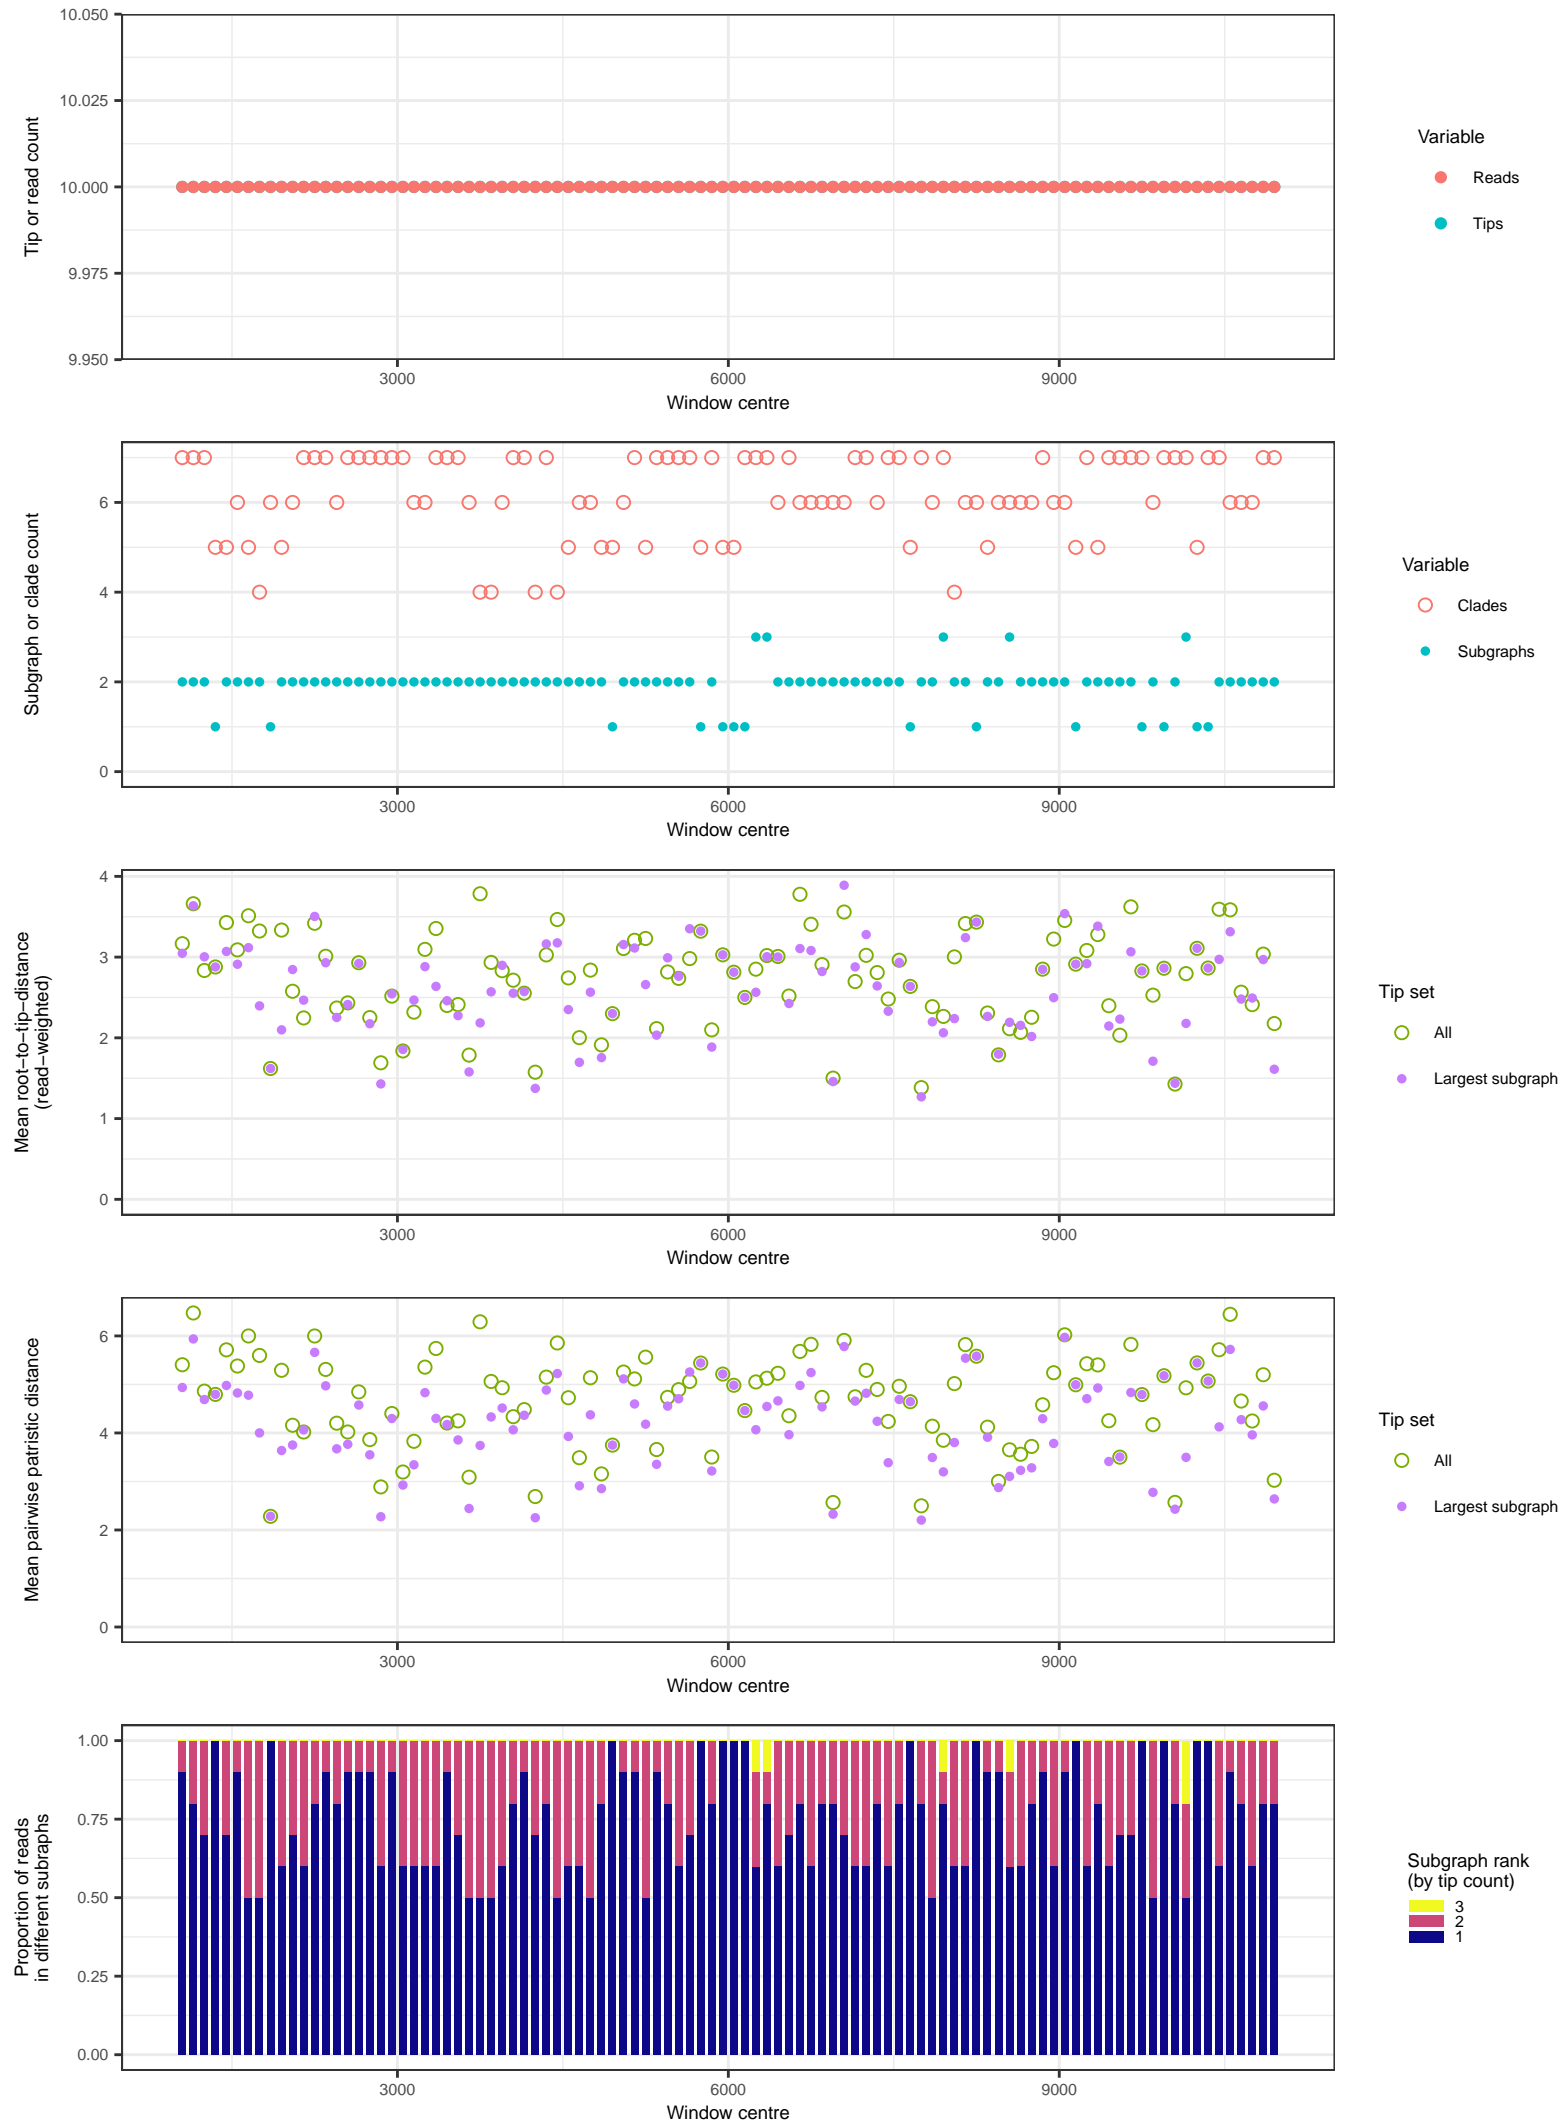 10.050
10.025
10.000
9.975
9.950
Tip or read count
3000
6000
9000
Window centre
Variable
Reads
Tips
6
4
2
0
Subgraph or clade count
3000
6000
9000
Window centre
Variable
Clades
Subgraphs
4
3
2
1
0
Mean root−to−tip−distance
(read−weighted)
3000
6000
9000
Window centre
Tip set
All
Largest subgraph
6
4
2
0
Mean pairwise patristic distance
3000
6000
9000
Window centre
Tip set
All
Largest subgraph
1.00
0.75
0.50
0.25
0.00
Proportion of reads
in different subraphs
3000
6000
9000
Window centre
Subgraph rank
(by tip count)
3
2
1